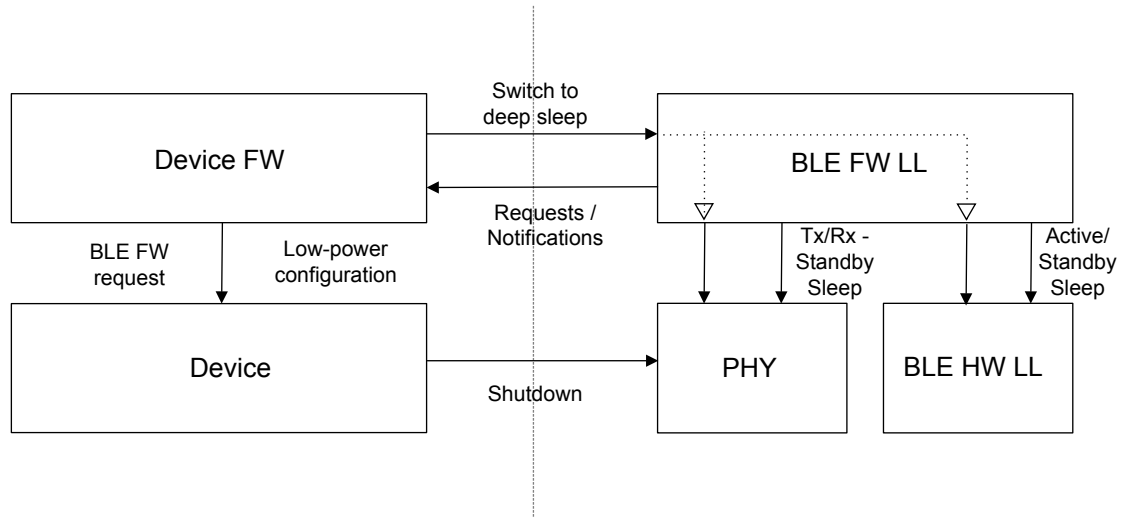 Switch to
deep sleep
Device FW
BLE FW LL
Requests /
Notifications
BLE FW
request
Low-power
configuration
Tx/Rx -
Standby
Sleep
Active/
Standby
Sleep
Device
PHY
BLE HW LL
Shutdown